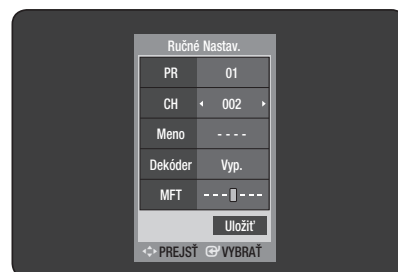 Ručné Nastav.
PR 01
CH 002
Meno - - - -
Dekóder Vyp.
MFT
Uložiť
PREJSŤ VYBRAŤ